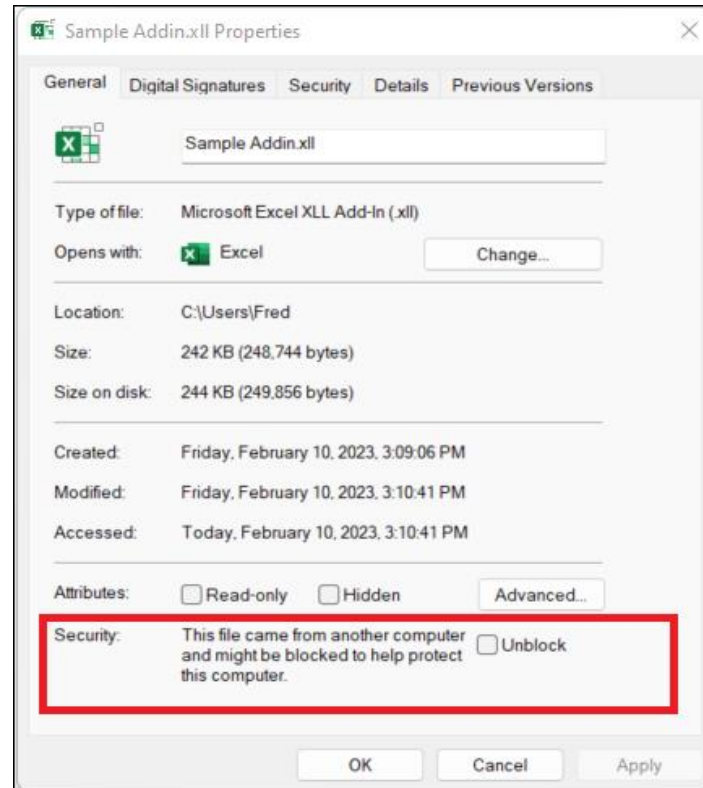 Sample Addin.xll Properties
General Digital Signatures Security Details Previous Versions
Sample Addin.xll
Type of file: Microsoft Excel XLL Add-In (.xll)
Opens with: Excel Change...
Location: C:\Users\Fred
Size: 242 KB (248,744 bytes)
Size on disk: 244 KB (249,856 bytes)
Created: Friday, February 10, 2023, 3:09:06 PM
Modified: Friday, February 10, 2023, 3:10:41 PM
Accessed: Today, February 10, 2023, 3:10:41 PM
Attributes: Read-only Hidden Advanced...
Security: This file came from another computer
and might be blocked to help protect Unblock
this computer.
OK Cancel Apply